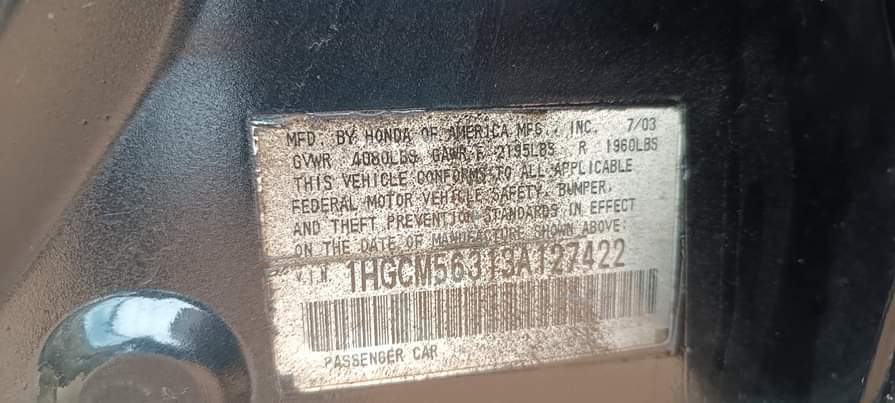 MFD. BY HONDA OF AMERICA MFG., INC. 7/03
GVWR 4080LBS GAWR F 2195LBS R 1960LBS
THIS VEHICLE CONFORMS TO ALL APPLICABLE
FEDERAL MOTOR VEHICLE SAFETY, BUMPER,
AND THEFT PREVENTION STANDARDS IN EFFECT
ON THE DATE OF MANUFACTURE SHOWN ABOVE:
V.I.N. 1HGCM56313A127422
PASSENGER CAR